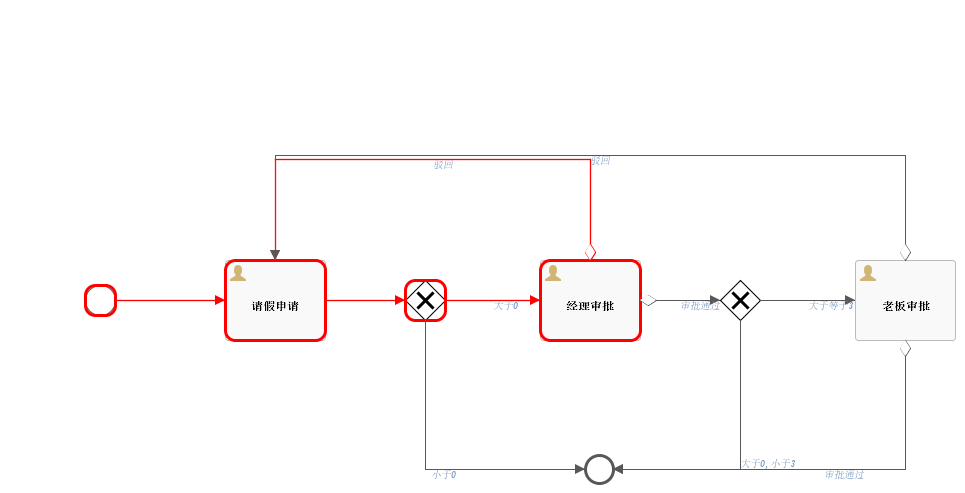 驳回
驳回
请假申请
大于0
经理审批
审批通过
大于等于3
老板审批
小于0
大于0, 小于3
审批通过